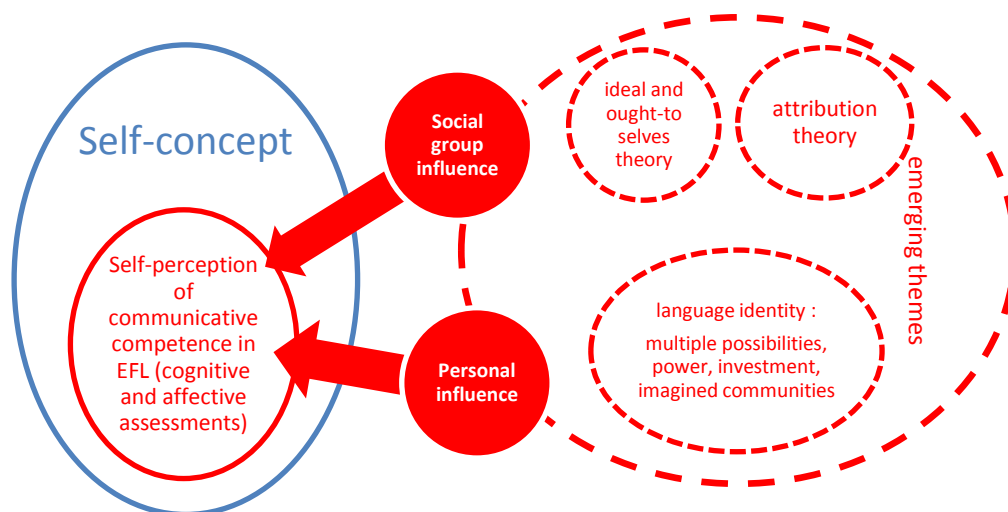 Self-concept
Self-perception
of
communicative
competence in
EFL (cognitive
and affective
assessments)
Social
group
influence
Personal
influence
ideal and
ought-to
selves
theory
attribution
theory
emerging themes
language identity :
multiple possibilities,
power, investment,
imagined communities